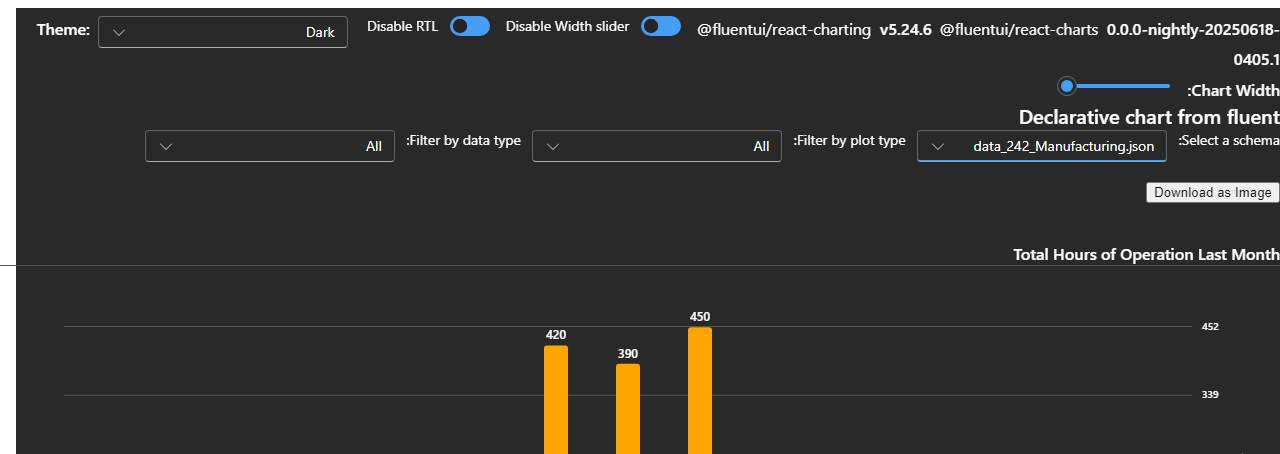 Theme: Dark Disable RTL Disable Width slider @fluentui/react-charting v5.24.6 @fluentui/react-charts 0.0.0-nightly-20250618-
0405.1
:Chart Width
Declarative chart from fluent
All :Filter by data type All :Filter by plot type data_242_Manufacturing.json :Select a schema
Download as Image
Total Hours of Operation Last Month
450
452
420
390
339